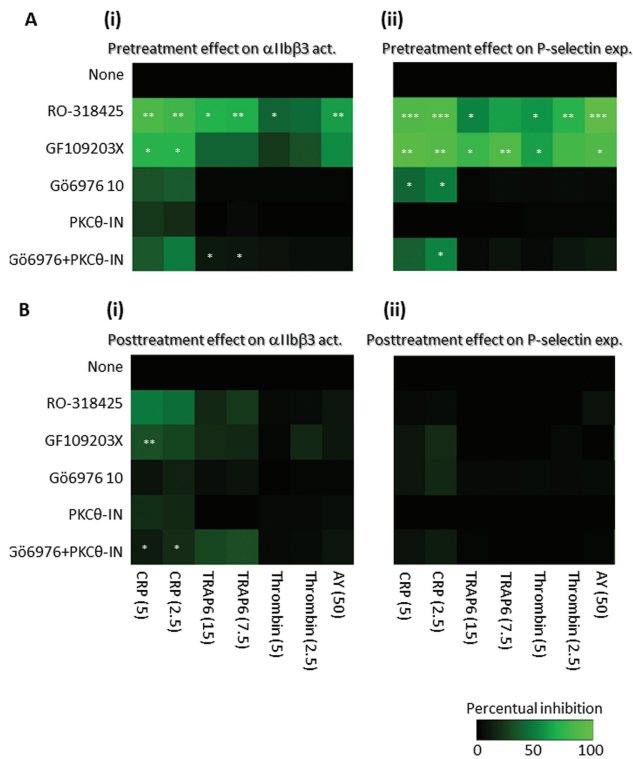 A (i) (ii)
Pretreatment effect on αIIbβ3 act. Pretreatment effect on P-selectin exp.
None
RO-318425 ** ** * ** * ** *** *** * * ** ***
GF109203X * * ** ** * ** * *
Gö6976 10 * *
PKCθ-IN
Gö6976+PKCθ-IN * * *
B (i) (ii)
Posttreatment effect on αIIbβ3 act. Posttreatment effect on P-selectin exp.
None
RO-318425
GF109203X **
Gö6976 10
PKCθ-IN
Gö6976+PKCθ-IN * *
CRP (5) CRP (2.5) TRAP6 (15) TRAP6 (7.5) Thrombin (5) Thrombin (2.5) AY (50) CRP (5) CRP (2.5) TRAP6 (15) TRAP6 (7.5) Thrombin (5) Thrombin (2.5) AY (50)
Percentual inhibition
0 50 100